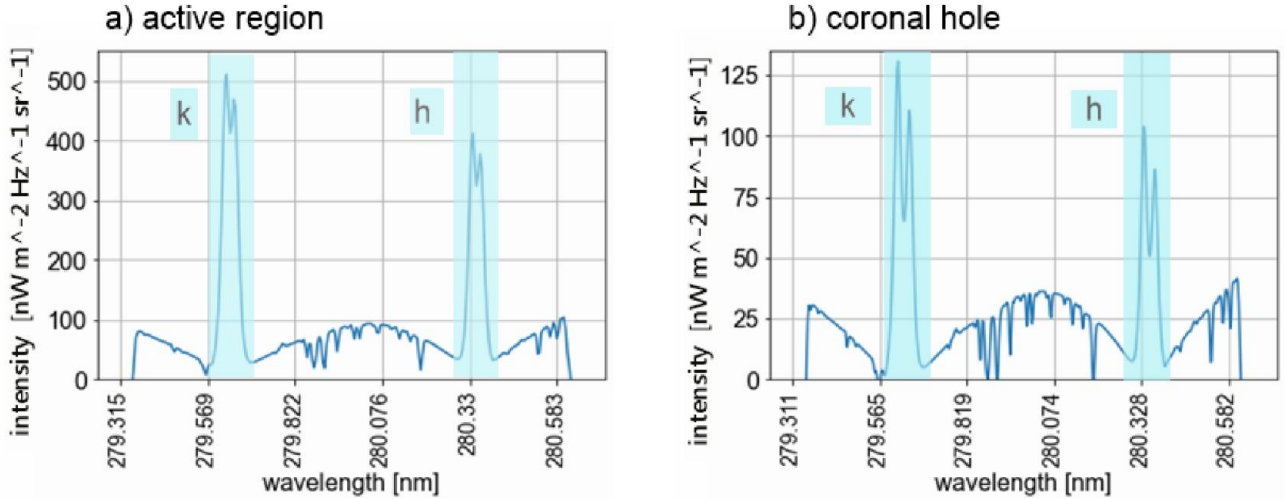 a) active region
intensity [nW m^-2 Hz^-1 sr^-1]
500
400
300
200
100
0
k
h
279.315
279.569
279.822
280.076
280.33
280.583
wavelength [nm]
b) coronal hole
intensity [nW m^-2 Hz^-1 sr^-1]
125
100
75
50
25
0
k
h
279.311
279.565
279.819
280.074
280.328
280.582
wavelength [nm]